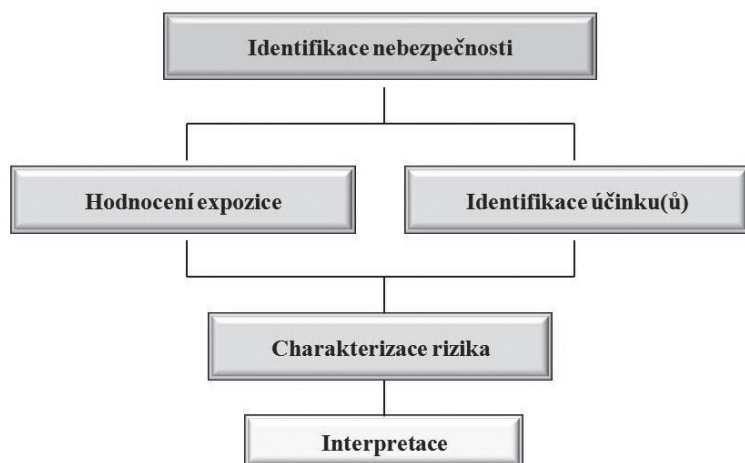 Identifikace nebezpečnosti
Hodnocení expozice
Identifikace účinku(ů)
Charakterizace rizika
Interpretace